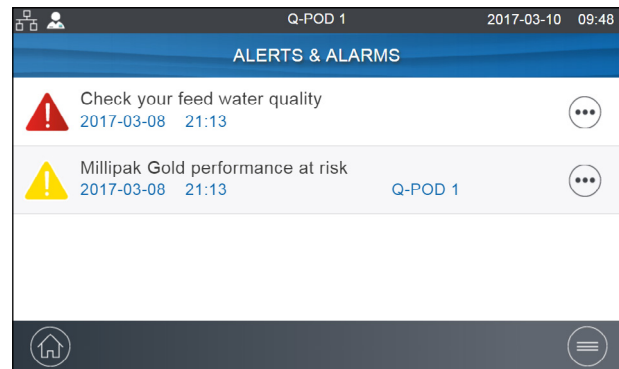 Q-POD 1 2017-03-10 09:48
ALERTS & ALARMS
Check your feed water quality
2017-03-08 21:13
Millipak Gold performance at risk
2017-03-08 21:13 Q-POD 1